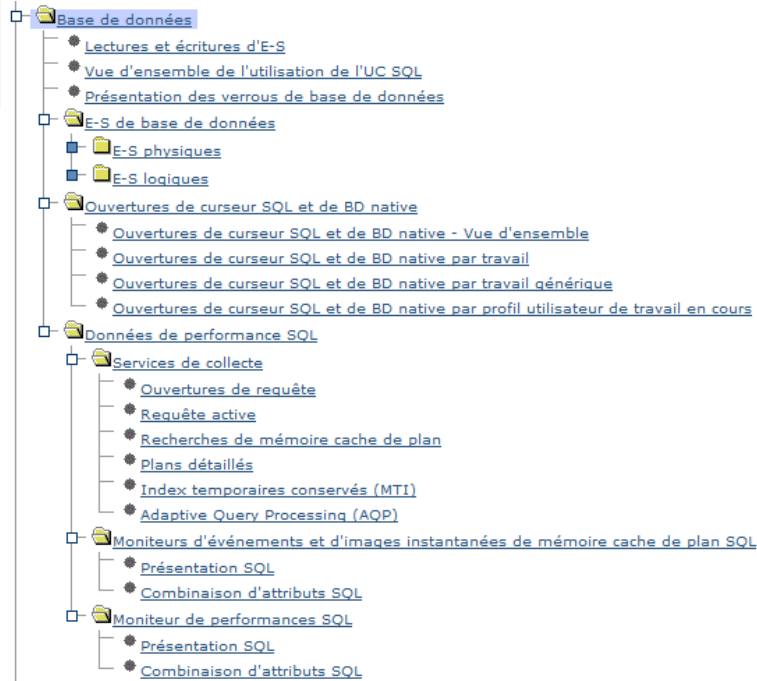 Base de données
Lectures et écritures d'E-S
Vue d'ensemble de l'utilisation de l'UC SQL
Présentation des verrous de base de données
E-S de base de données
E-S physiques
E-S logiques
Ouvertures de curseur SQL et de BD native
Ouvertures de curseur SQL et de BD native - Vue d'ensemble
Ouvertures de curseur SQL et de BD native par travail
Ouvertures de curseur SQL et de BD native par travail générique
Ouvertures de curseur SQL et de BD native par profil utilisateur de travail en cours
Données de performance SQL
Services de collecte
Ouvertures de requête
Requête active
Recherches de mémoire cache de plan
Plans détaillés
Index temporaires conservés (MTI)
Adaptive Query Processing (AQP)
Moniteurs d'événements et d'images instantanées de mémoire cache de plan SQL
Présentation SQL
Combinaison d'attributs SQL
Moniteur de performances SQL
Présentation SQL
Combinaison d'attributs SQL